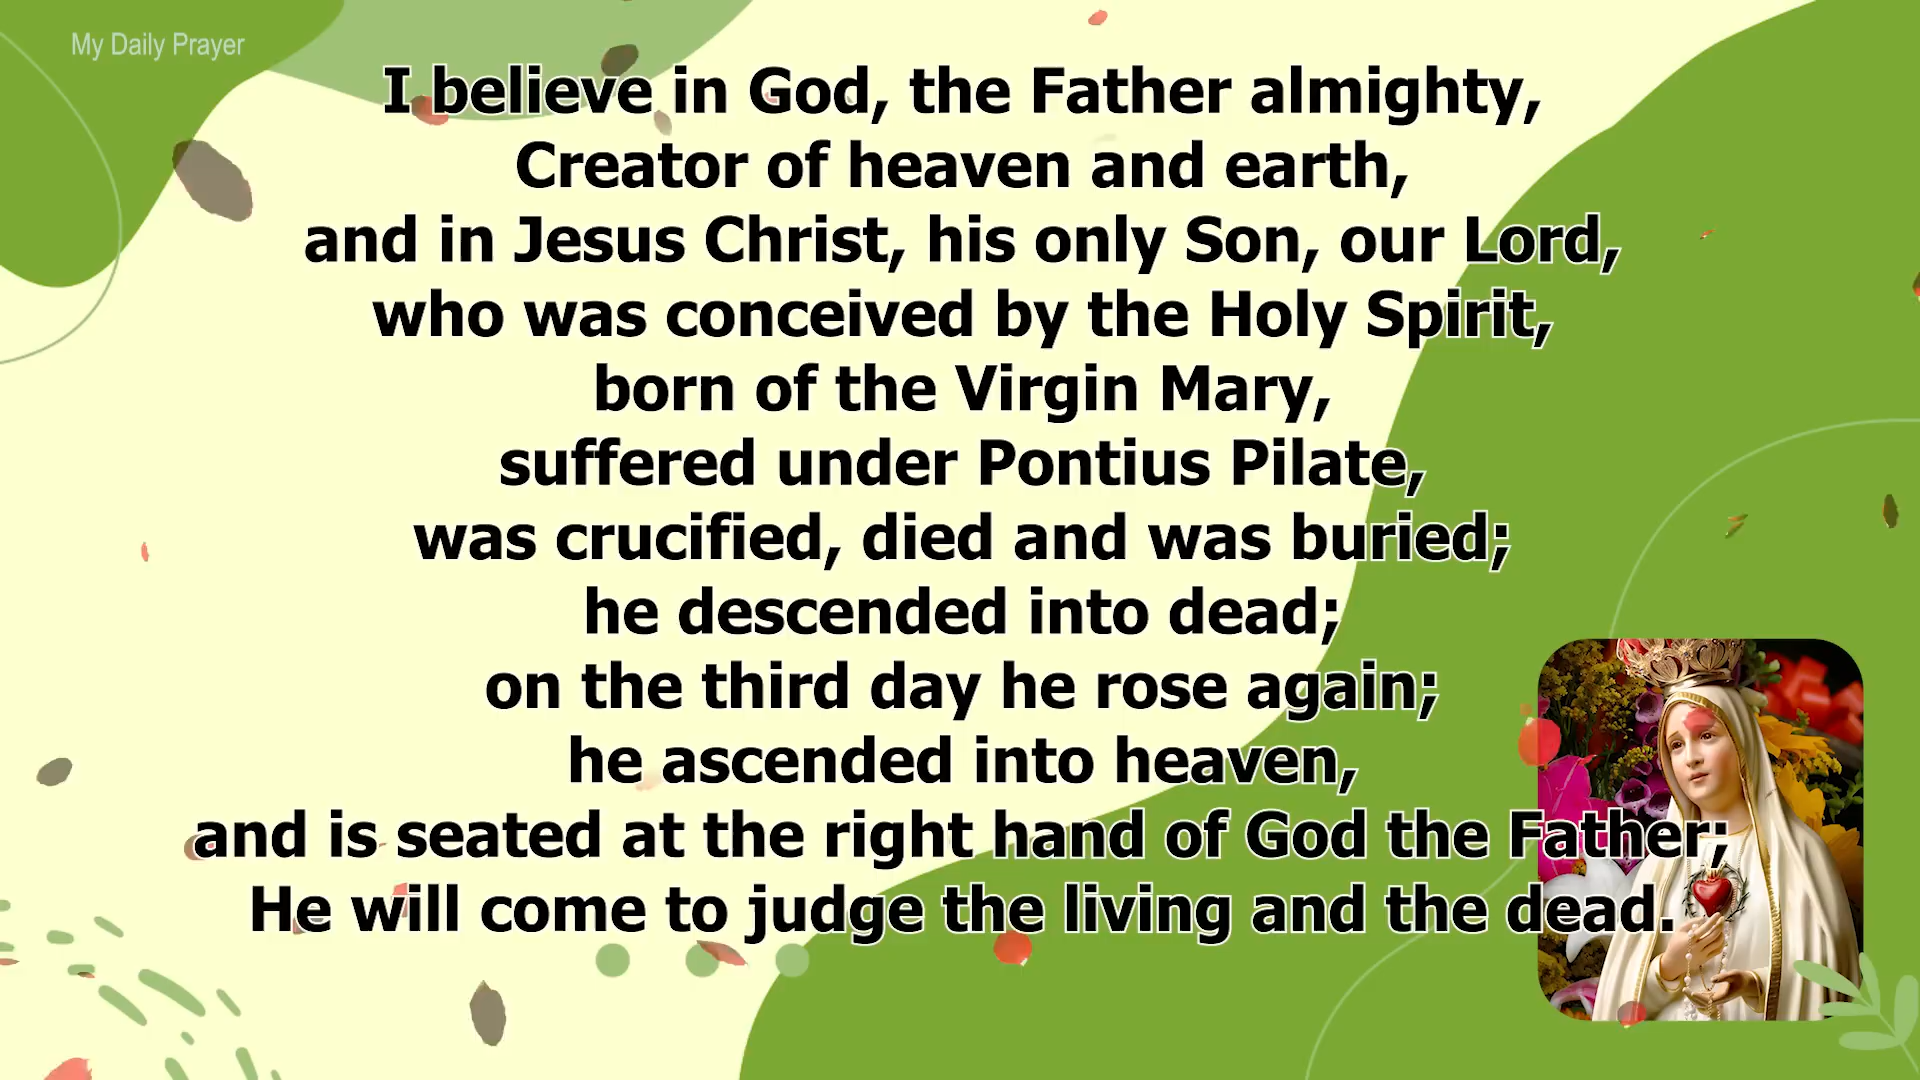 My Daily Prayer
I believe in God, the Father almighty,
Creator of heaven and earth,
and in Jesus Christ, his only Son, our Lord,
who was conceived by the Holy Spirit,
born of the Virgin Mary,
suffered under Pontius Pilate,
was crucified, died and was buried;
he descended into dead;
on the third day he rose again;
he ascended into heaven,
and is seated at the right hand of God the Father;
He will come to judge the living and the dead.